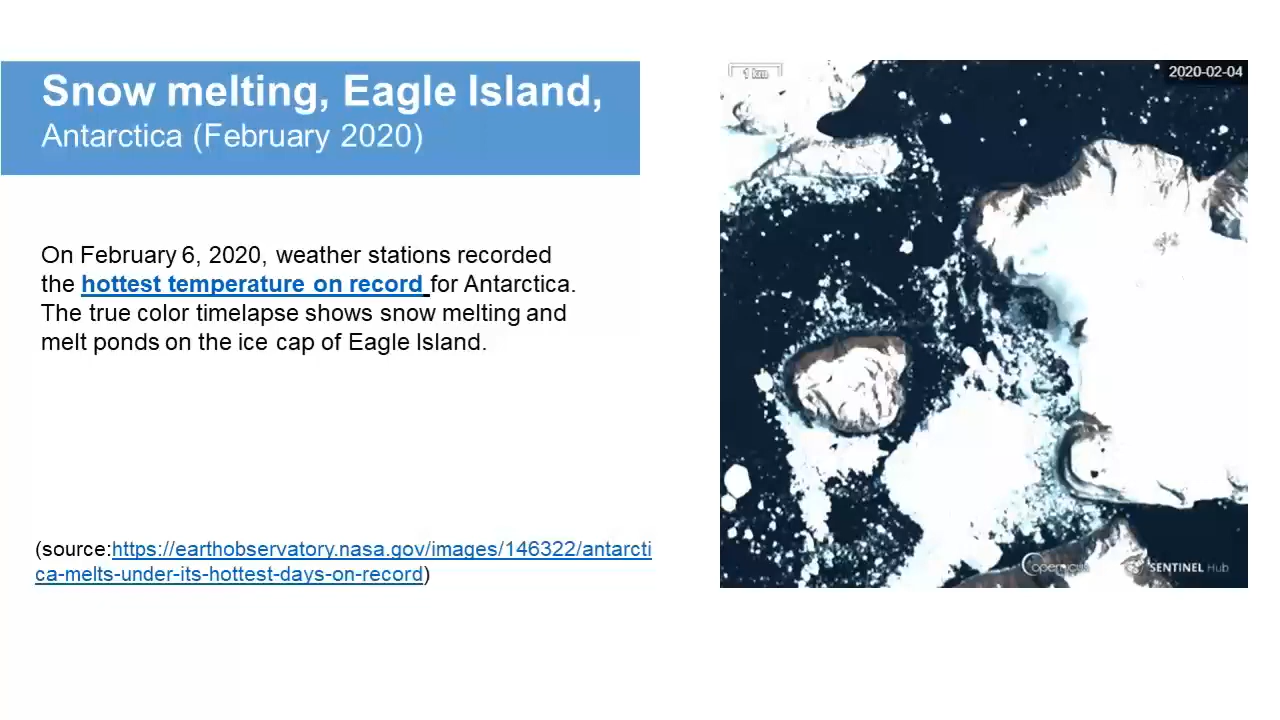 Snow melting, Eagle Island,
Antarctica (February 2020)
On February 6, 2020, weather stations recorded
the hottest temperature on record for Antarctica.
The true color timelapse shows snow melting and
melt ponds on the ice cap of Eagle Island.
(source:https://earthobservatory.nasa.gov/images/146322/antarcti
ca-melts-under-its-hottest-days-on-record)
1 km
2020-02-04
Copernicus
SENTINEL Hub